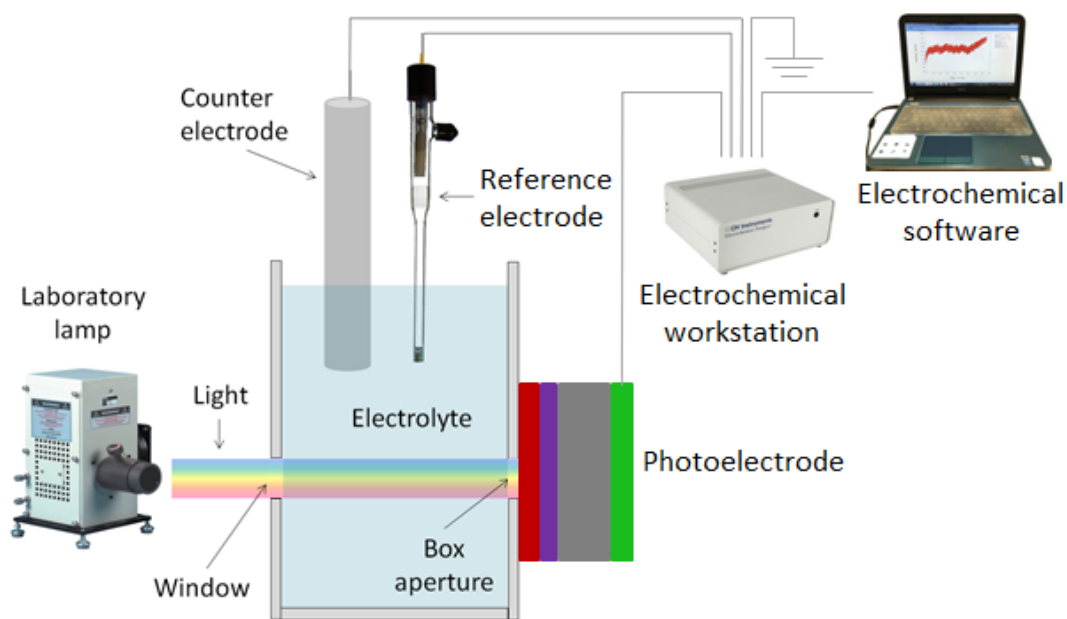 Counter
electrode
Reference
electrode
Electrochemical
software
Electrochemical
workstation
Laboratory
lamp
Light
Electrolyte
Photoelectrode
Window
Box
aperture